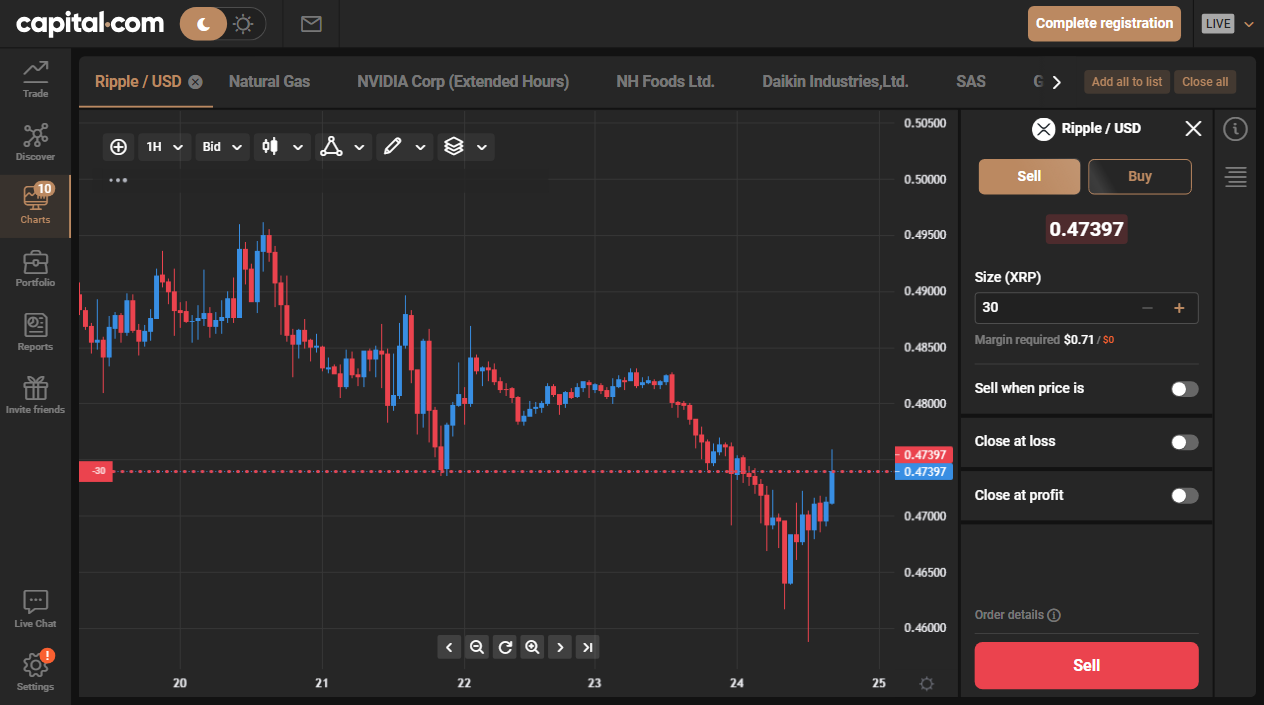 capital.com
Complete registration
LIVE
Trade
Discover
10
Charts
Portfolio
Reports
Invite friends
Live Chat
!
Settings
Ripple / USD
Natural Gas
NVIDIA Corp (Extended Hours)
NH Foods Ltd.
Daikin Industries,Ltd.
SAS
G
Add all to list
Close all
1H
Bid
0.50500
0.50000
0.49500
0.49000
0.48500
0.48000
0.47397
0.47397
0.47000
0.46500
0.46000
-30
20
21
22
23
24
25
Ripple / USD
Sell
Buy
0.47397
Size (XRP)
30
Margin required $0.71 / $0
Sell when price is
Close at loss
Close at profit
Order details
Sell